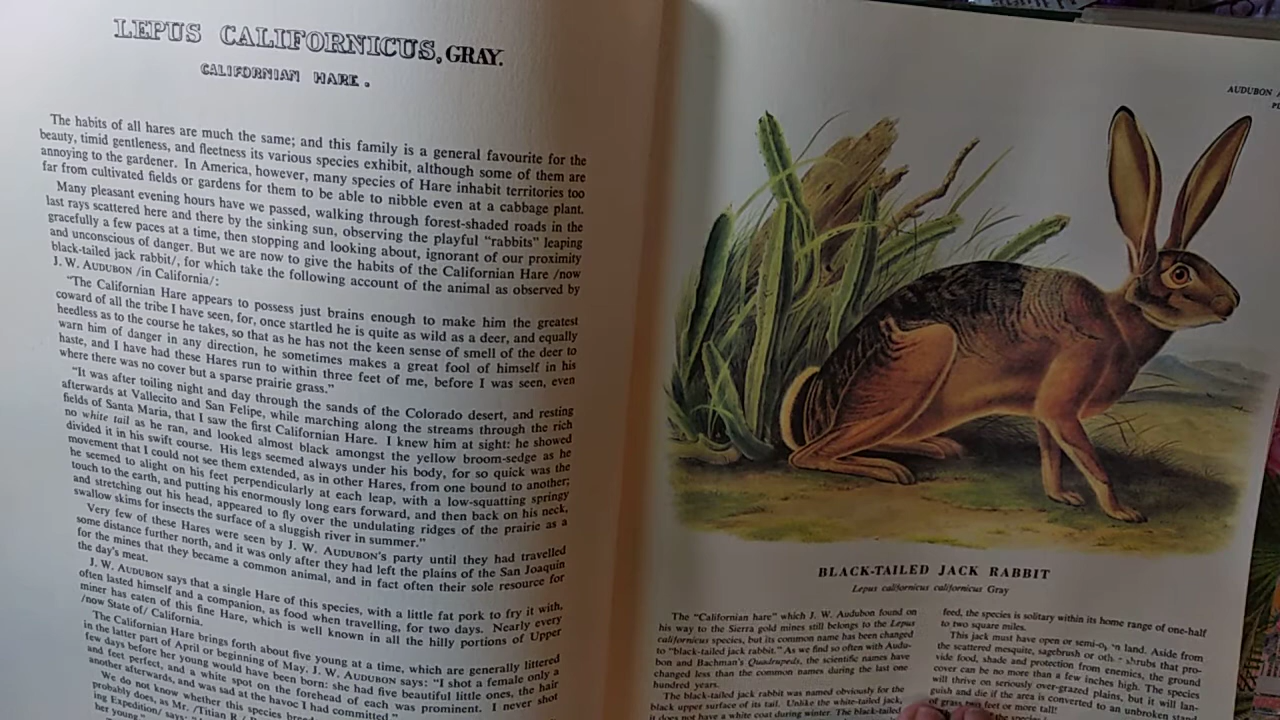 LEPUS CALIFORNICUS, GRAY.
CALIFORNIAN HARE.
The habits of all hares are much the same; and this family is a general favourite for the
beauty, timid gentleness, and fleetness its various species exhibit, although some of them are
annoying to the gardener. In America, however, many species of Hare inhabit territories too
far from cultivated fields or gardens for them to be able to nibble even at a cabbage plant.
Many pleasant evening hours have we passed, walking through forest-shaded roads in the
last rays scattered here and there by the sinking sun, observing the playful "rabbits" leaping
gracefully a few paces at a time, then stopping and looking about, ignorant of our proximity
and unconscious of danger. But we are now to give the habits of the Californian Hare /now
black-tailed jack rabbit/, for which take the following account of the animal as observed by
J. W. AUDUBON /in California/:
"The Californian Hare appears to possess just brains enough to make him the greatest
coward of all the tribe I have seen, for, once startled he is quite as wild as a deer, and equally
heedless as to the course he takes, so that as he has not the keen sense of smell of the deer to
warn him of danger in any direction, he sometimes makes a great fool of himself in his
haste, and I have had these Hares run to within three feet of me, before I was seen, even
where there was no cover but a sparse prairie grass."
"It was after toiling night and day through the sands of the Colorado desert, and resting
afterwards at Vallecito and San Felipe, while marching along the streams through the rich
fields of Santa Maria, that I saw the first Californian Hare. I knew him at sight: he showed
no white tail as he ran, and looked almost black amongst the yellow broom-sedge as he
divided it in his swift course. His legs seemed always under his body, for so quick was the
movement that I could not see them extended, as in other Hares, from one bound to another;
he seemed to alight on his feet perpendicularly at each leap, with a low-squatting springy
touch to the earth, and putting his enormously long ears forward, and then back on his neck,
and stretching out his head, appeared to fly over the undulating ridges of the prairie as a
swallow skims for insects the surface of a sluggish river in summer."
Very few of these Hares were seen by J. W. AUDUBON'S party until they had travelled
some distance further north, and it was only after they had left the plains of the San Joaquin
for the mines that they became a common animal, and in fact often their sole resource for
the day's meat.
J. W. AUDUBON says that a single Hare of this species, with a little fat pork to fry it with,
often lasted himself and a companion, as food when travelling, for two days. Nearly every
miner has eaten of this fine Hare, which is well known in all the hilly portions of Upper
/now State of/ California.
The Californian Hare brings forth about five young at a time, which are generally littered
in the latter part of April or beginning of May. J. W. AUDUBON says: "I shot a female only a
few days before her young would have been born: she had five beautiful little ones, the hair
and feet perfect, and a white spot on the forehead of each was prominent. I never shot
another afterwards, and was sad at the havoc I had committed."
We do not know whether this species
probably does, as Mr.
ing Expedition/ says:
her young"
AUDUBON
BLACK-TAILED JACK RABBIT
Lepus californicus californicus Gray
The "Californian hare" which J. W. Audubon found on
his way to the Sierra gold mines still belongs to the Lepus
californicus species, but its common name has been changed
to "black-tailed jack rabbit." As we find so often with Audu-
bon and Bachman's Quadrupeds, the scientific names have
changed less than the common names during the last one
hundred years.
The black-tailed jack rabbit was named obviously for the
black upper surface of its tail. Unlike the white-tailed jack,
it does not have a white coat during winter. The black-tailed
feed, the species is solitary within its home range of one-half
to two square miles.
This jack must have open or land. Aside from
the scattered mesquite, sagebrush or shrubs that pro-
vide food, shade and protection from enemies, the ground
cover can be no more than a few inches high. The species
will thrive on seriously over-grazed plains, but it will lan-
guish and die if the area is converted to an unbroken
of grass two feet or more tall!